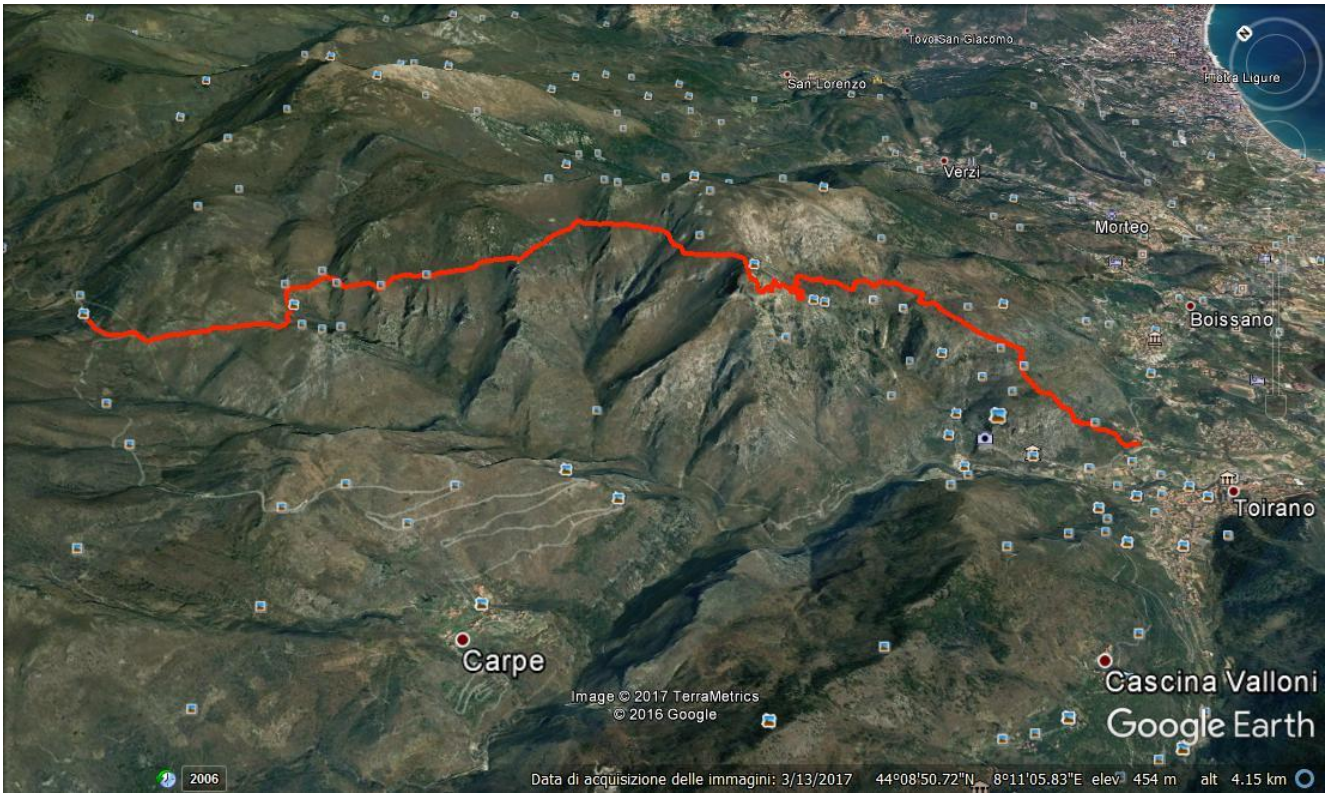 Tovo San Giacomo
Pietra Ligure
San Lorenzo
Verzi
Morteo
Boissano
Toirano
Carpe
Cascina Valloni
Image © 2017 TerraMetrics
© 2016 Google
Google Earth
N
2006
Data di acquisizione delle immagini: 3/13/2017 44°08'50.72"N 8°11'05.83"E elev 454 m alt 4.15 km